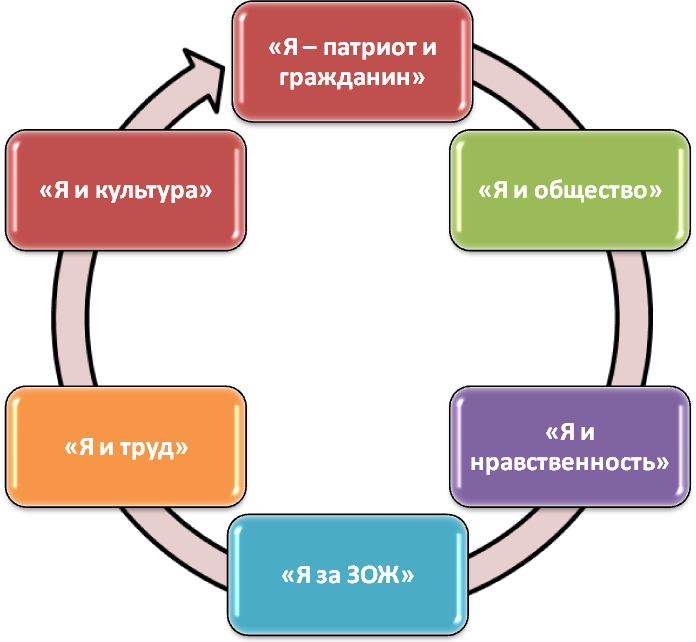 «Я – патриот и
гражданин»
«Я и общество»
«Я и
нравственность»
«Я за ЗОЖ»
«Я и труд»
«Я и культура»